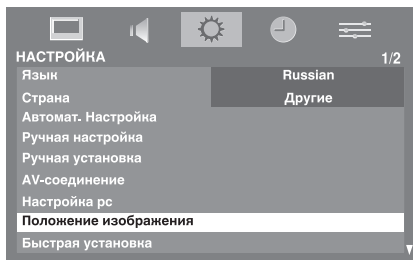 НАСТРОЙКА 1/2
Язык Russian
Страна Другие
Автомат. Настройка
Ручная настройка
Ручная установка
AV-соединение
Настройка pc
Положение изображения
Быстрая установка